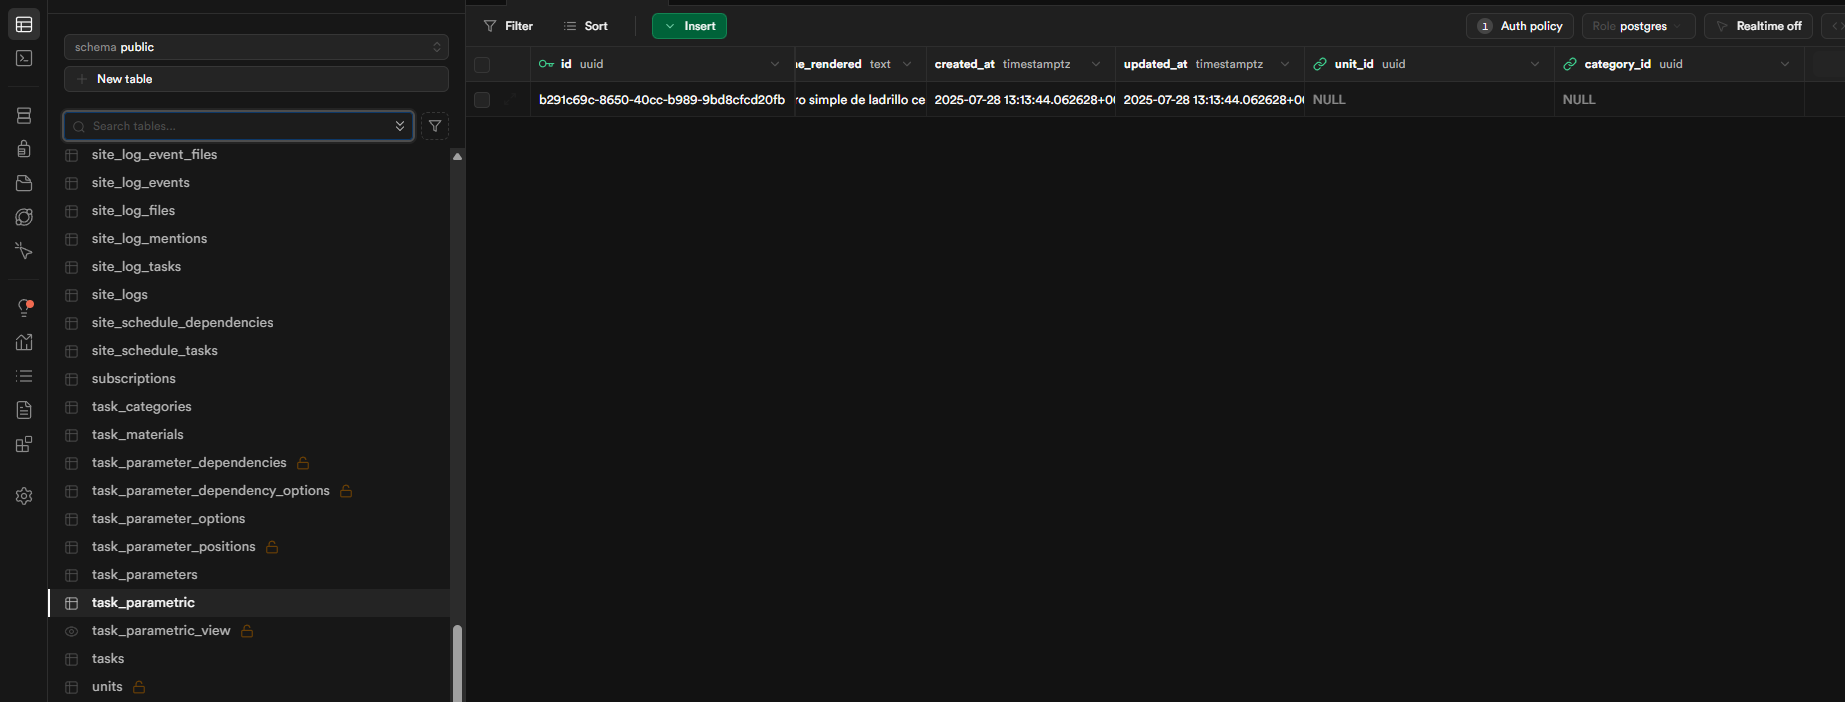 schema public
New table
Search tables...
site_log_event_files
site_log_events
site_log_files
site_log_mentions
site_log_tasks
site_logs
site_schedule_dependencies
site_schedule_tasks
subscriptions
task_categories
task_materials
task_parameter_dependencies
task_parameter_dependency_options
task_parameter_options
task_parameter_positions
task_parameters
task_parametric
task_parametric_view
tasks
units
Filter Sort Insert 1 Auth policy Role postgres Realtime off
id uuid e_rendered text created_at timestamptz updated_at timestamptz unit_id uuid category_id uuid
b291c69c-8650-40cc-b989-9bd8cfcd20fb ro simple de ladrillo ce 2025-07-28 13:13:44.062628+0 2025-07-28 13:13:44.062628+0 NULL NULL